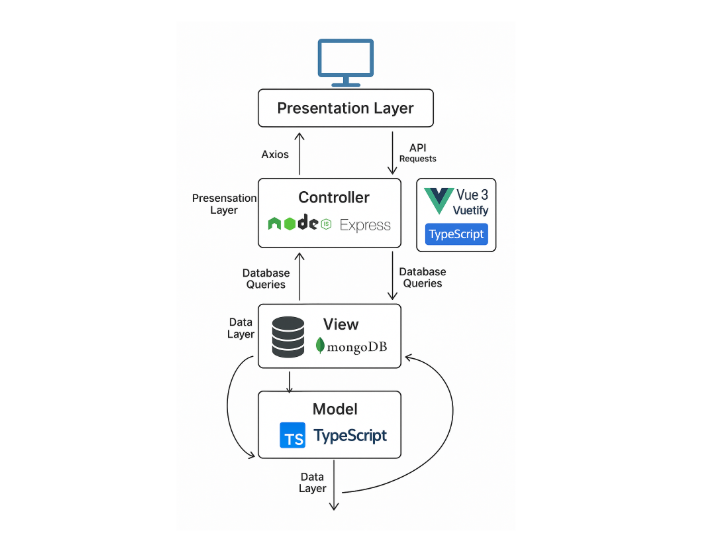 Presentation Layer
Axios
API
Requests
Presensation
Layer
Controller
node JS
Express
Vue 3
Vuetify
TypeScript
Database
Queries
Database
Queries
Data
Layer
View
mongoDB
Model
TS
TypeScript
Data
Layer